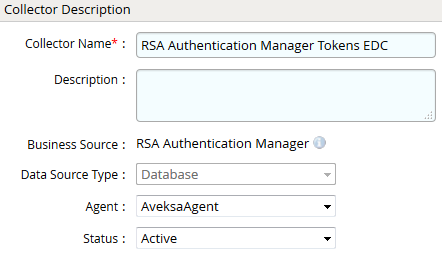 Collector Description
Collector Name* : RSA Authentication Manager Tokens EDC
Description :
Business Source : RSA Authentication Manager
Data Source Type : Database
Agent : AveksaAgent
Status : Active